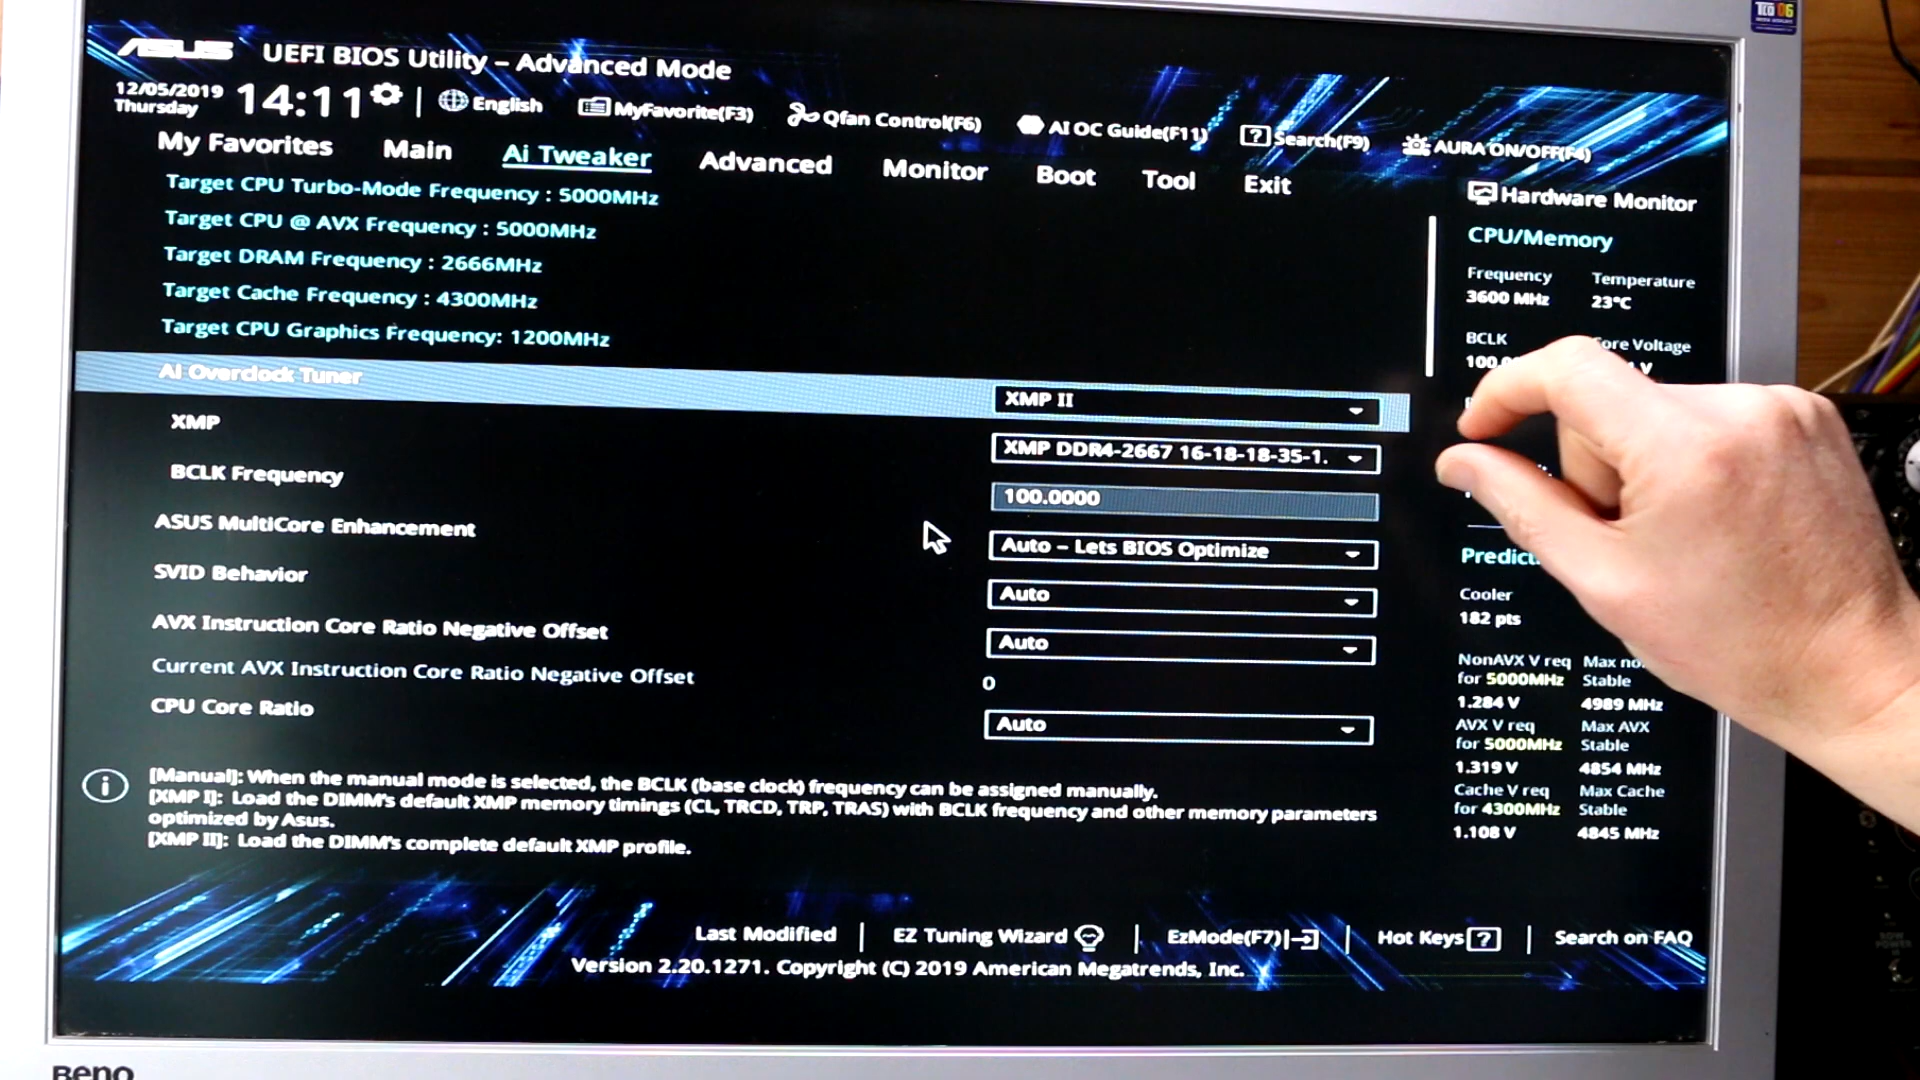 ASUS UEFI BIOS Utility – Advanced Mode
12/05/2019
Thursday
14:11
English
MyFavorite(F3)
Qfan Control(F6)
AI OC Guide(F11)
Search(F9)
AURA ON/OFF(F4)
My Favorites
Main
Ai Tweaker
Advanced
Monitor
Boot
Tool
Exit
Target CPU Turbo-Mode Frequency : 5000MHz
Target CPU @ AVX Frequency : 5000MHz
Target DRAM Frequency : 2666MHz
Target Cache Frequency : 4300MHz
Target CPU Graphics Frequency: 1200MHz
Ai Overclock Tuner
XMP II
XMP
XMP DDR4-2667 16-18-18-35-1.
BCLK Frequency
100.0000
ASUS MultiCore Enhancement
Auto – Lets BIOS Optimize
SVID Behavior
Auto
AVX Instruction Core Ratio Negative Offset
Auto
Current AVX Instruction Core Ratio Negative Offset
0
CPU Core Ratio
Auto
[Manual]: When the manual mode is selected, the BCLK (base clock) frequency can be assigned manually.
[XMP I]: Load the DIMM's default XMP memory timings (CL, TRCD, TRP, TRAS) with BCLK frequency and other memory parameters
optimized by Asus.
[XMP II]: Load the DIMM's complete default XMP profile.
Hardware Monitor
CPU/Memory
Frequency Temperature
3600 MHz 23°C
BCLK Core Voltage
100.0 V
Predict
Cooler
182 pts
NonAVX V req Max no
for 5000MHz Stable
1.284 V 4989 MHz
AVX V req Max AVX
for 5000MHz Stable
1.319 V 4854 MHz
Cache V req Max Cache
for 4300MHz Stable
1.108 V 4845 MHz
Last Modified
EZ Tuning Wizard
EzMode(F7)
Hot Keys ?
Search on FAQ
Version 2.20.1271. Copyright (C) 2019 American Megatrends, Inc.
BenQ
TCO 06